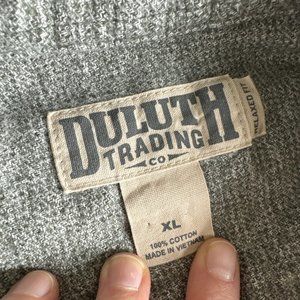 DULUTH
TRADING
CO
RELAXED FIT
XL
100% COTTON
MADE IN VIETNAM